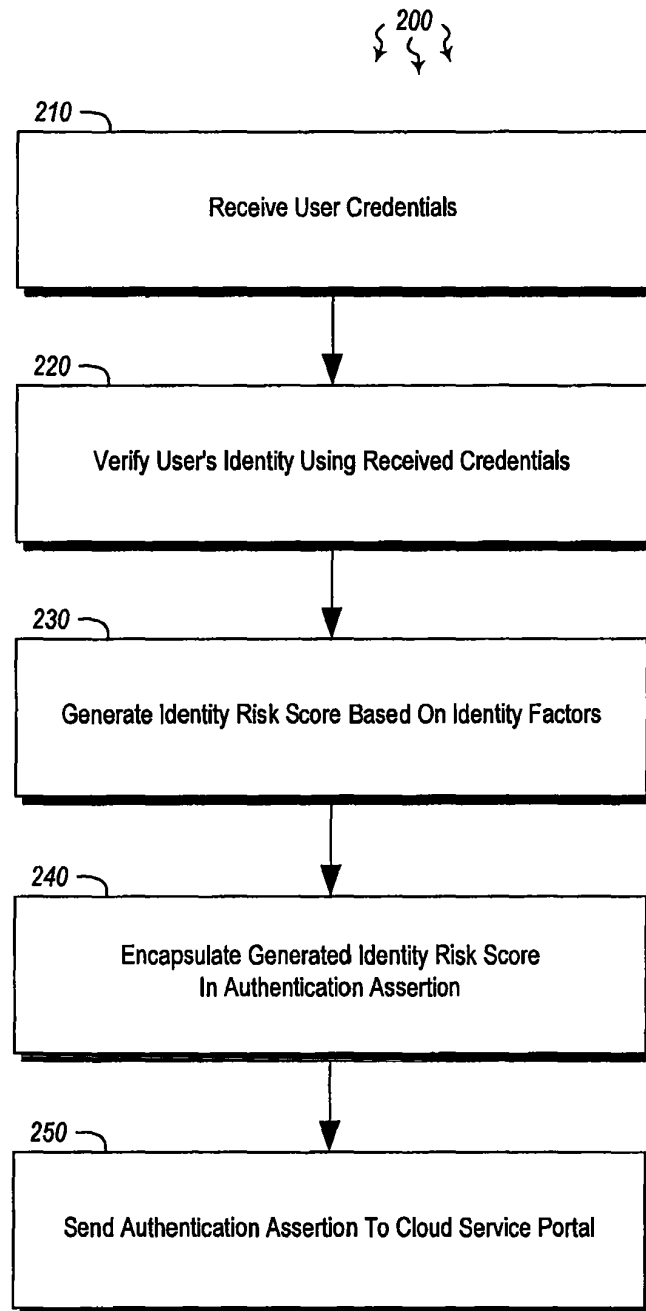 200
210
Receive User Credentials
220
Verify User's Identity Using Received Credentials
230
Generate Identity Risk Score Based On Identity Factors
240
Encapsulate Generated Identity Risk Score
In Authentication Assertion
250
Send Authentication Assertion To Cloud Service Portal